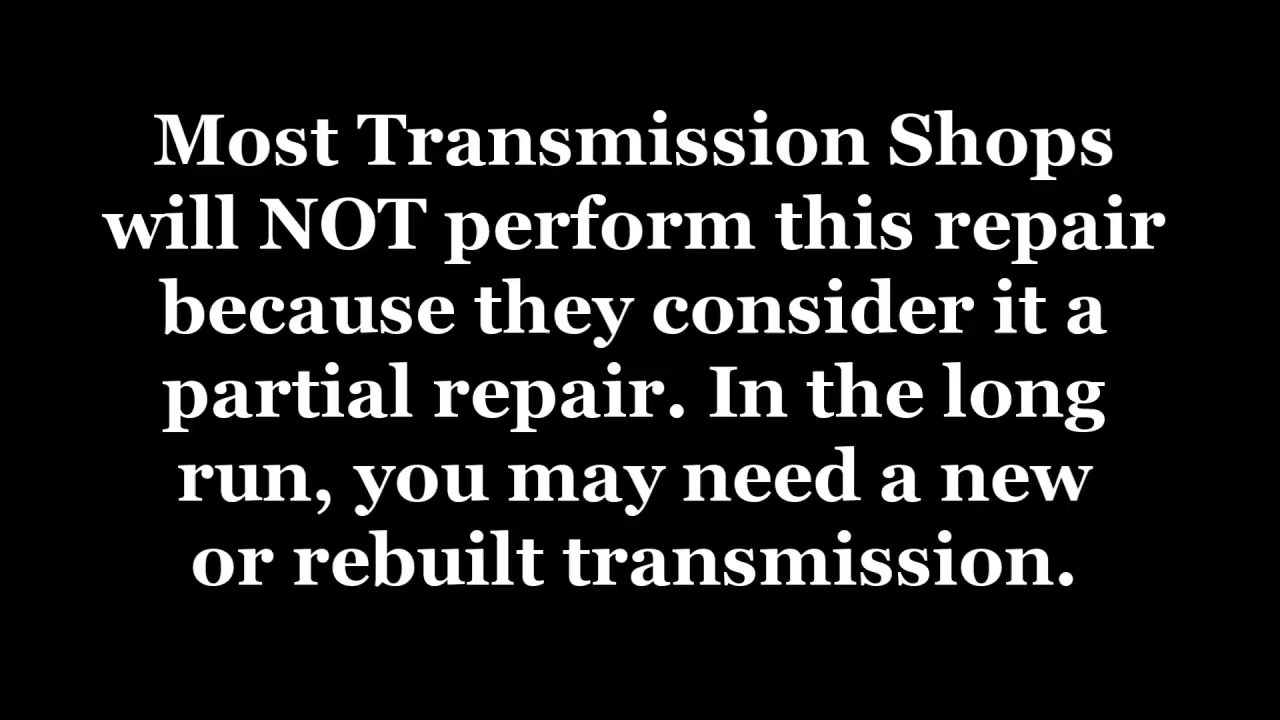 Most Transmission Shops
will NOT perform this repair
because they consider it a
partial repair. In the long
run, you may need a new
or rebuilt transmission.